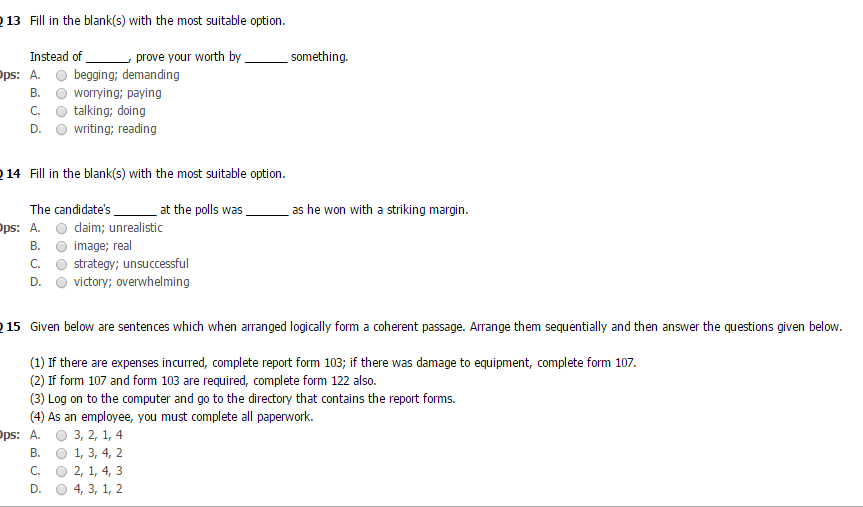 13 Fill in the blank(s) with the most suitable option.
Instead of ______, prove your worth by ______ something.
Ops: A. begging; demanding
B. worrying; paying
C. talking; doing
D. writing; reading
14 Fill in the blank(s) with the most suitable option.
The candidate's ______ at the polls was ______ as he won with a striking margin.
Ops: A. claim; unrealistic
B. image; real
C. strategy; unsuccessful
D. victory; overwhelming
15 Given below are sentences which when arranged logically form a coherent passage. Arrange them sequentially and then answer the questions given below.
(1) If there are expenses incurred, complete report form 103; if there was damage to equipment, complete form 107.
(2) If form 107 and form 103 are required, complete form 122 also.
(3) Log on to the computer and go to the directory that contains the report forms.
(4) As an employee, you must complete all paperwork.
Ops: A. 3, 2, 1, 4
B. 1, 3, 4, 2
C. 2, 1, 4, 3
D. 4, 3, 1, 2